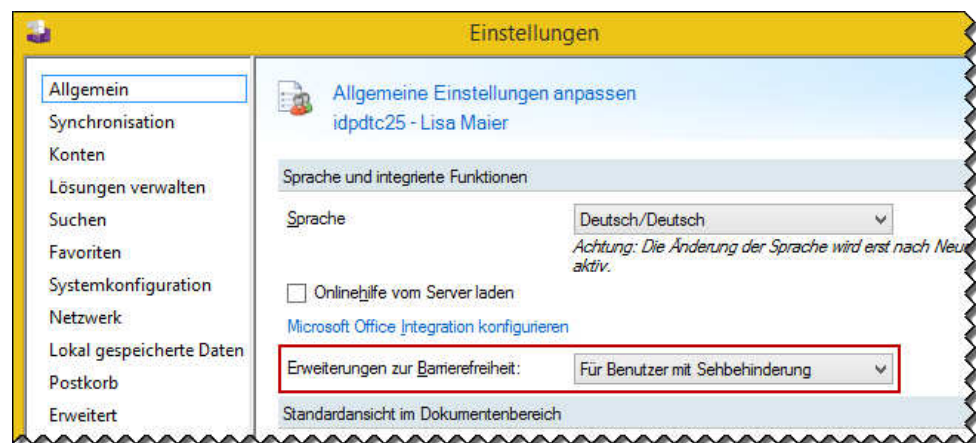 Einstellungen
Allgemein
Synchronisation
Konten
Lösungen verwalten
Suchen
Favoriten
Systemkonfiguration
Netzwerk
Lokal gespeicherte Daten
Postkorb
Erweitert
Allgemeine Einstellungen anpassen
idpdtc25 - Lisa Maier
Sprache und integrierte Funktionen
Sprache
Deutsch/Deutsch
Achtung: Die Änderung der Sprache wird erst nach
aktiv.
Onlinehilfe vom Server laden
Microsoft Office Integration konfigurieren
Erweiterungen zur Barrierefreiheit:
Für Benutzer mit Sehbehinderung
Standardansicht im Dokumentenbereich